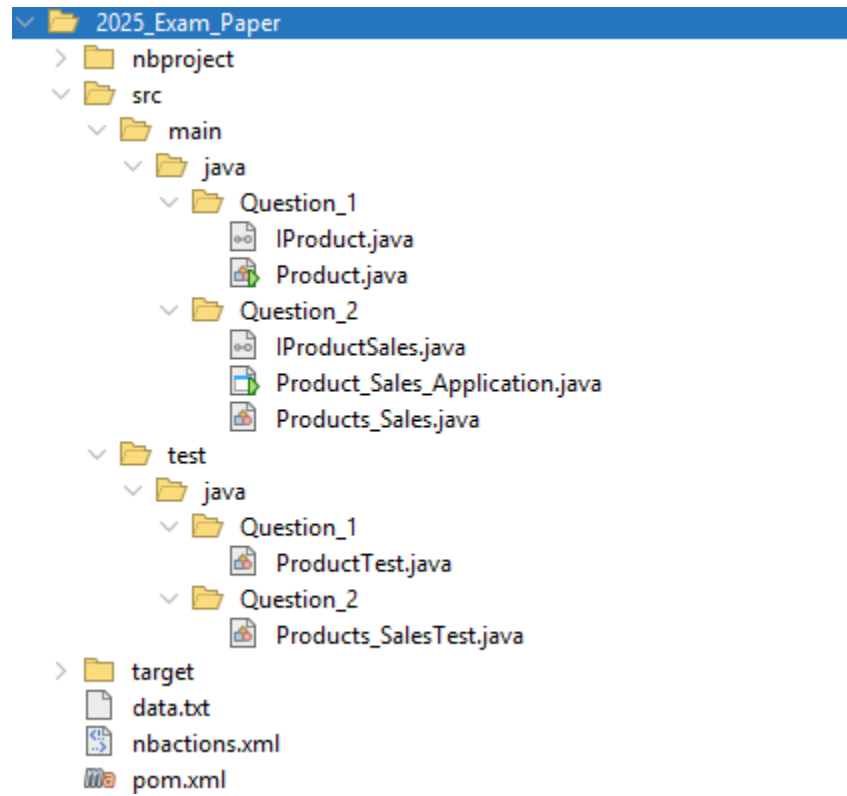 2025_Exam_Paper
nbproject
src
main
java
Question_1
IProduct.java
Product.java
Question_2
IProductSales.java
Product_Sales_Application.java
Products_Sales.java
test
java
Question_1
ProductTest.java
Question_2
Products_SalesTest.java
target
data.txt
nbactions.xml
pom.xml